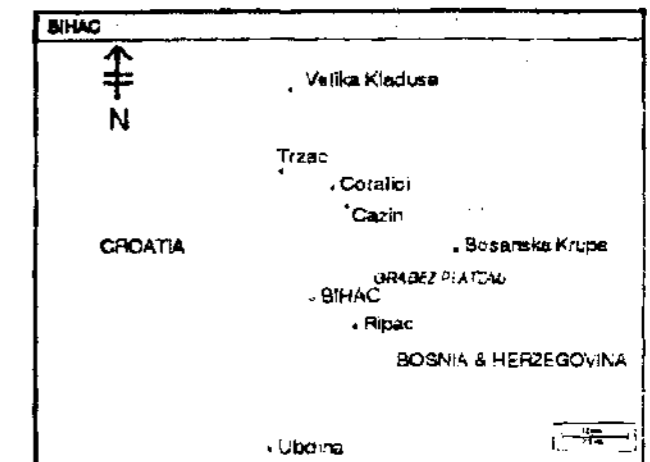 BIHAC
N
Velika Kladusa
Trzac
Coralici
Cazin
CROATIA
Bosanska Krupa
GRABEZ PLATEAU
BIHAC
Ripac
BOSNIA & HERZEGOVINA
Udbina